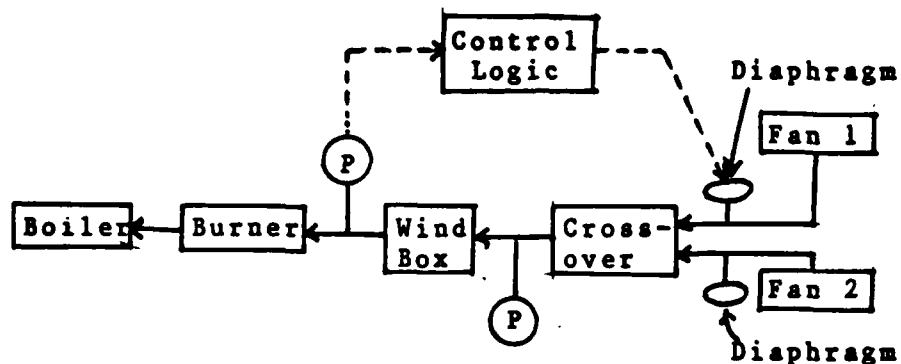 Control
Logic
Diaphragm
Fan 1
P
Boiler
Burner
Wind
Box
Cross-
over
Fan 2
P
Diaphragm